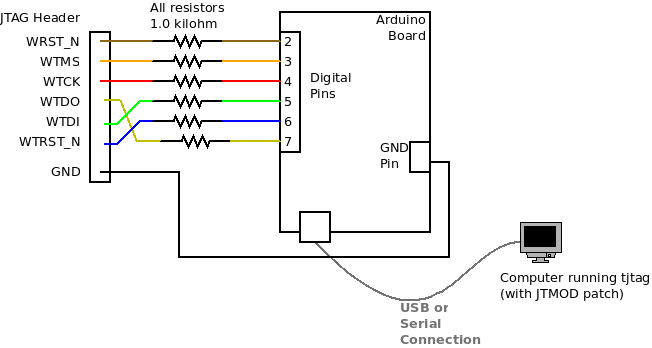 JTAG Header
All resistors
1.0 kilohm
Arduino
Board
WRST_N
2
WTMS
3
WTCK
4
WTDO
5
WTDI
6
WTRST_N
7
GND
Digital
Pins
GND
Pin
Computer running tjtag
(with JTMOD patch)
USB or
Serial
Connection